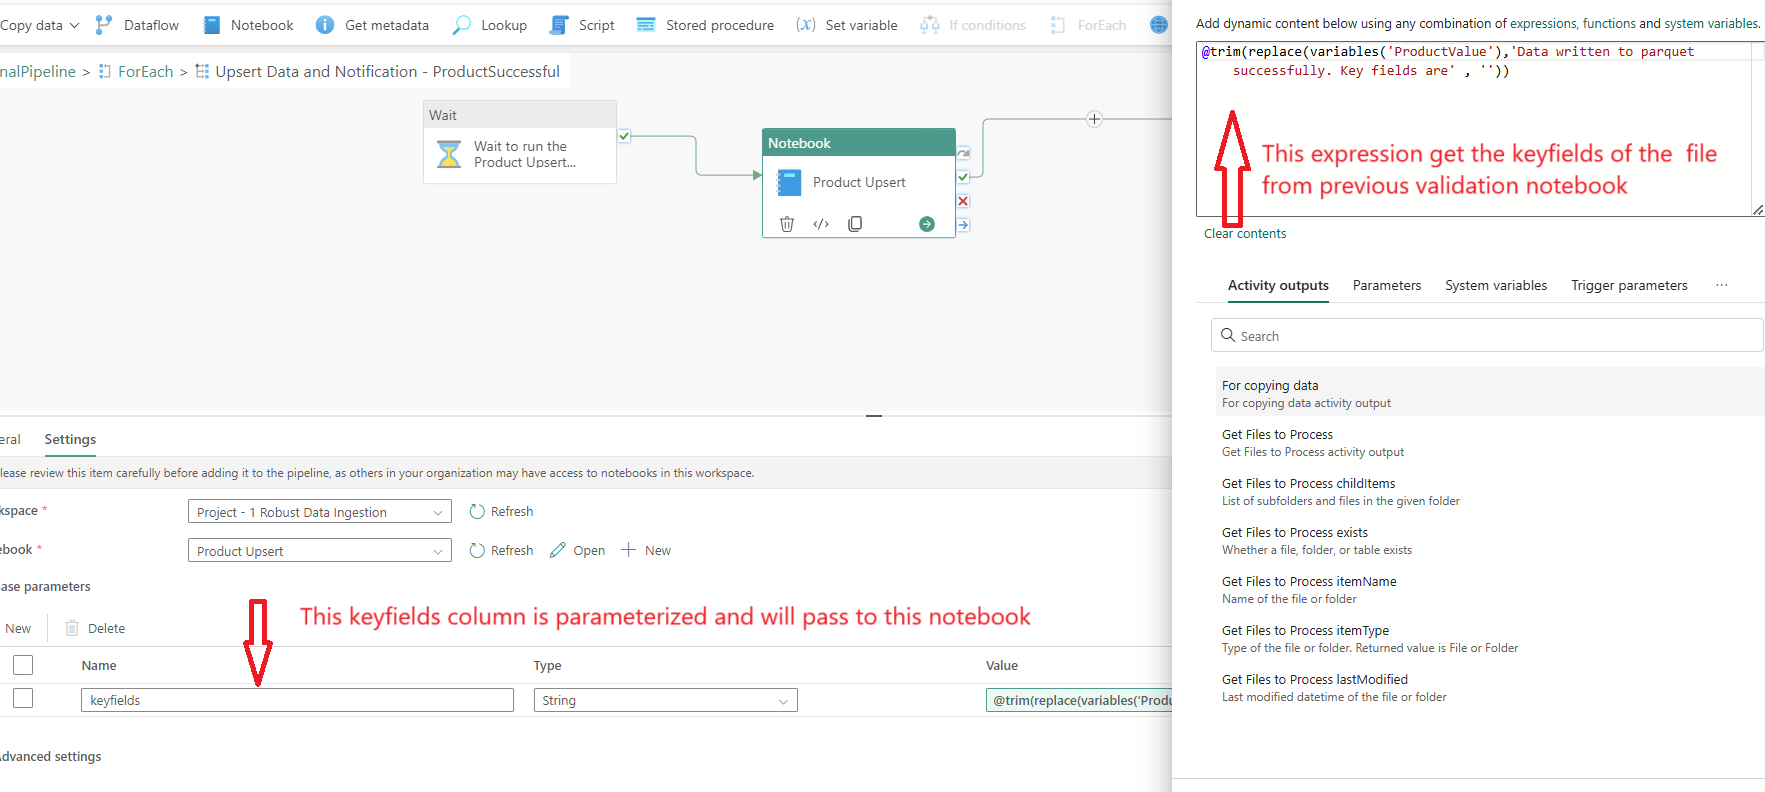 Copy data
Dataflow
Notebook
Get metadata
Lookup
Script
Stored procedure
(x) Set variable
If conditions
ForEach
nalPipeline > ForEach > Upsert Data and Notification - ProductSuccessful
Wait
Wait to run the
Product Upsert...
Notebook
Product Upsert
</>
eral
Settings
lease review this item carefully before adding it to the pipeline, as others in your organization may have access to notebooks in this workspace.
kspace *
Project - 1 Robust Data Ingestion
Refresh
ebook *
Product Upsert
Refresh
Open
New
ase parameters
This keyfields column is parameterized and will pass to this notebook
New
Delete
Name
Type
Value
keyfields
String
@trim(replace(variables('Produ
Advanced settings
Add dynamic content below using any combination of expressions, functions and system variables.
@trim(replace(variables('ProductValue'),'Data written to parquet
successfully. Key fields are' , ''))
This expression get the keyfields of the file
from previous validation notebook
Clear contents
Activity outputs
Parameters
System variables
Trigger parameters
...
Search
For copying data
For copying data activity output
Get Files to Process
Get Files to Process activity output
Get Files to Process childItems
List of subfolders and files in the given folder
Get Files to Process exists
Whether a file, folder, or table exists
Get Files to Process itemName
Name of the file or folder
Get Files to Process itemType
Type of the file or folder. Returned value is File or Folder
Get Files to Process lastModified
Last modified datetime of the file or folder